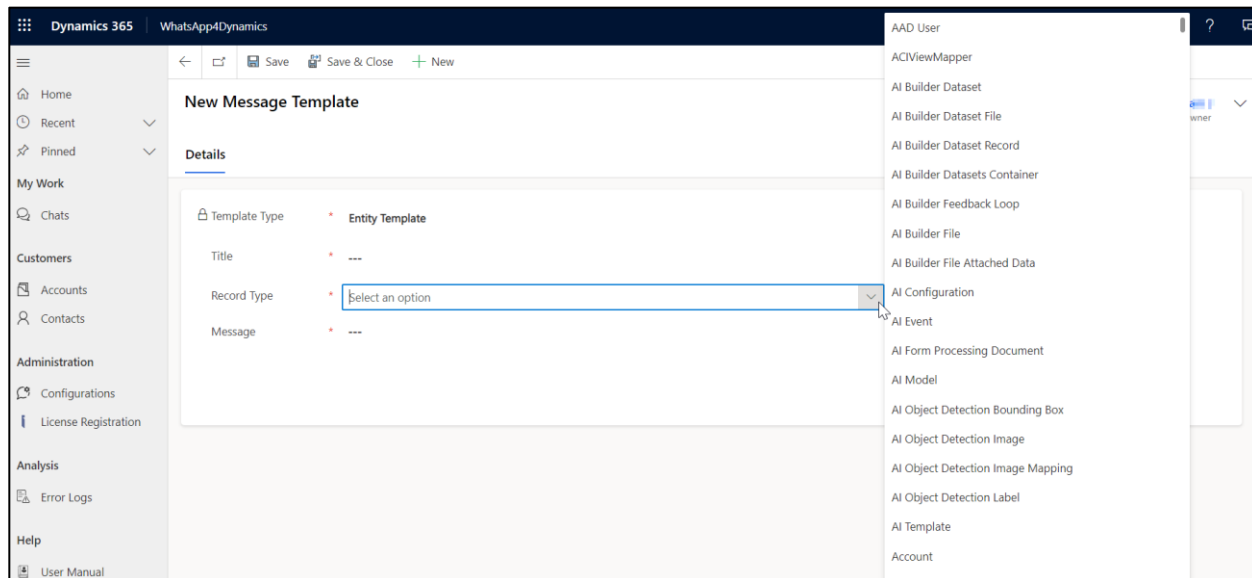 Dynamics 365 WhatsApp4Dynamics ?
Save Save & Close New
New Message Template
Details
Home
Recent
Pinned
My Work
Chats
Customers
Accounts
Contacts
Administration
Configurations
License Registration
Analysis
Error Logs
Help
User Manual
Template Type * Entity Template
Title * ---
Record Type * Select an option
Message * ---
wner
AAD User
ACIViewMapper
AI Builder Dataset
AI Builder Dataset File
AI Builder Dataset Record
AI Builder Datasets Container
AI Builder Feedback Loop
AI Builder File
AI Builder File Attached Data
AI Configuration
AI Event
AI Form Processing Document
AI Model
AI Object Detection Bounding Box
AI Object Detection Image
AI Object Detection Image Mapping
AI Object Detection Label
AI Template
Account